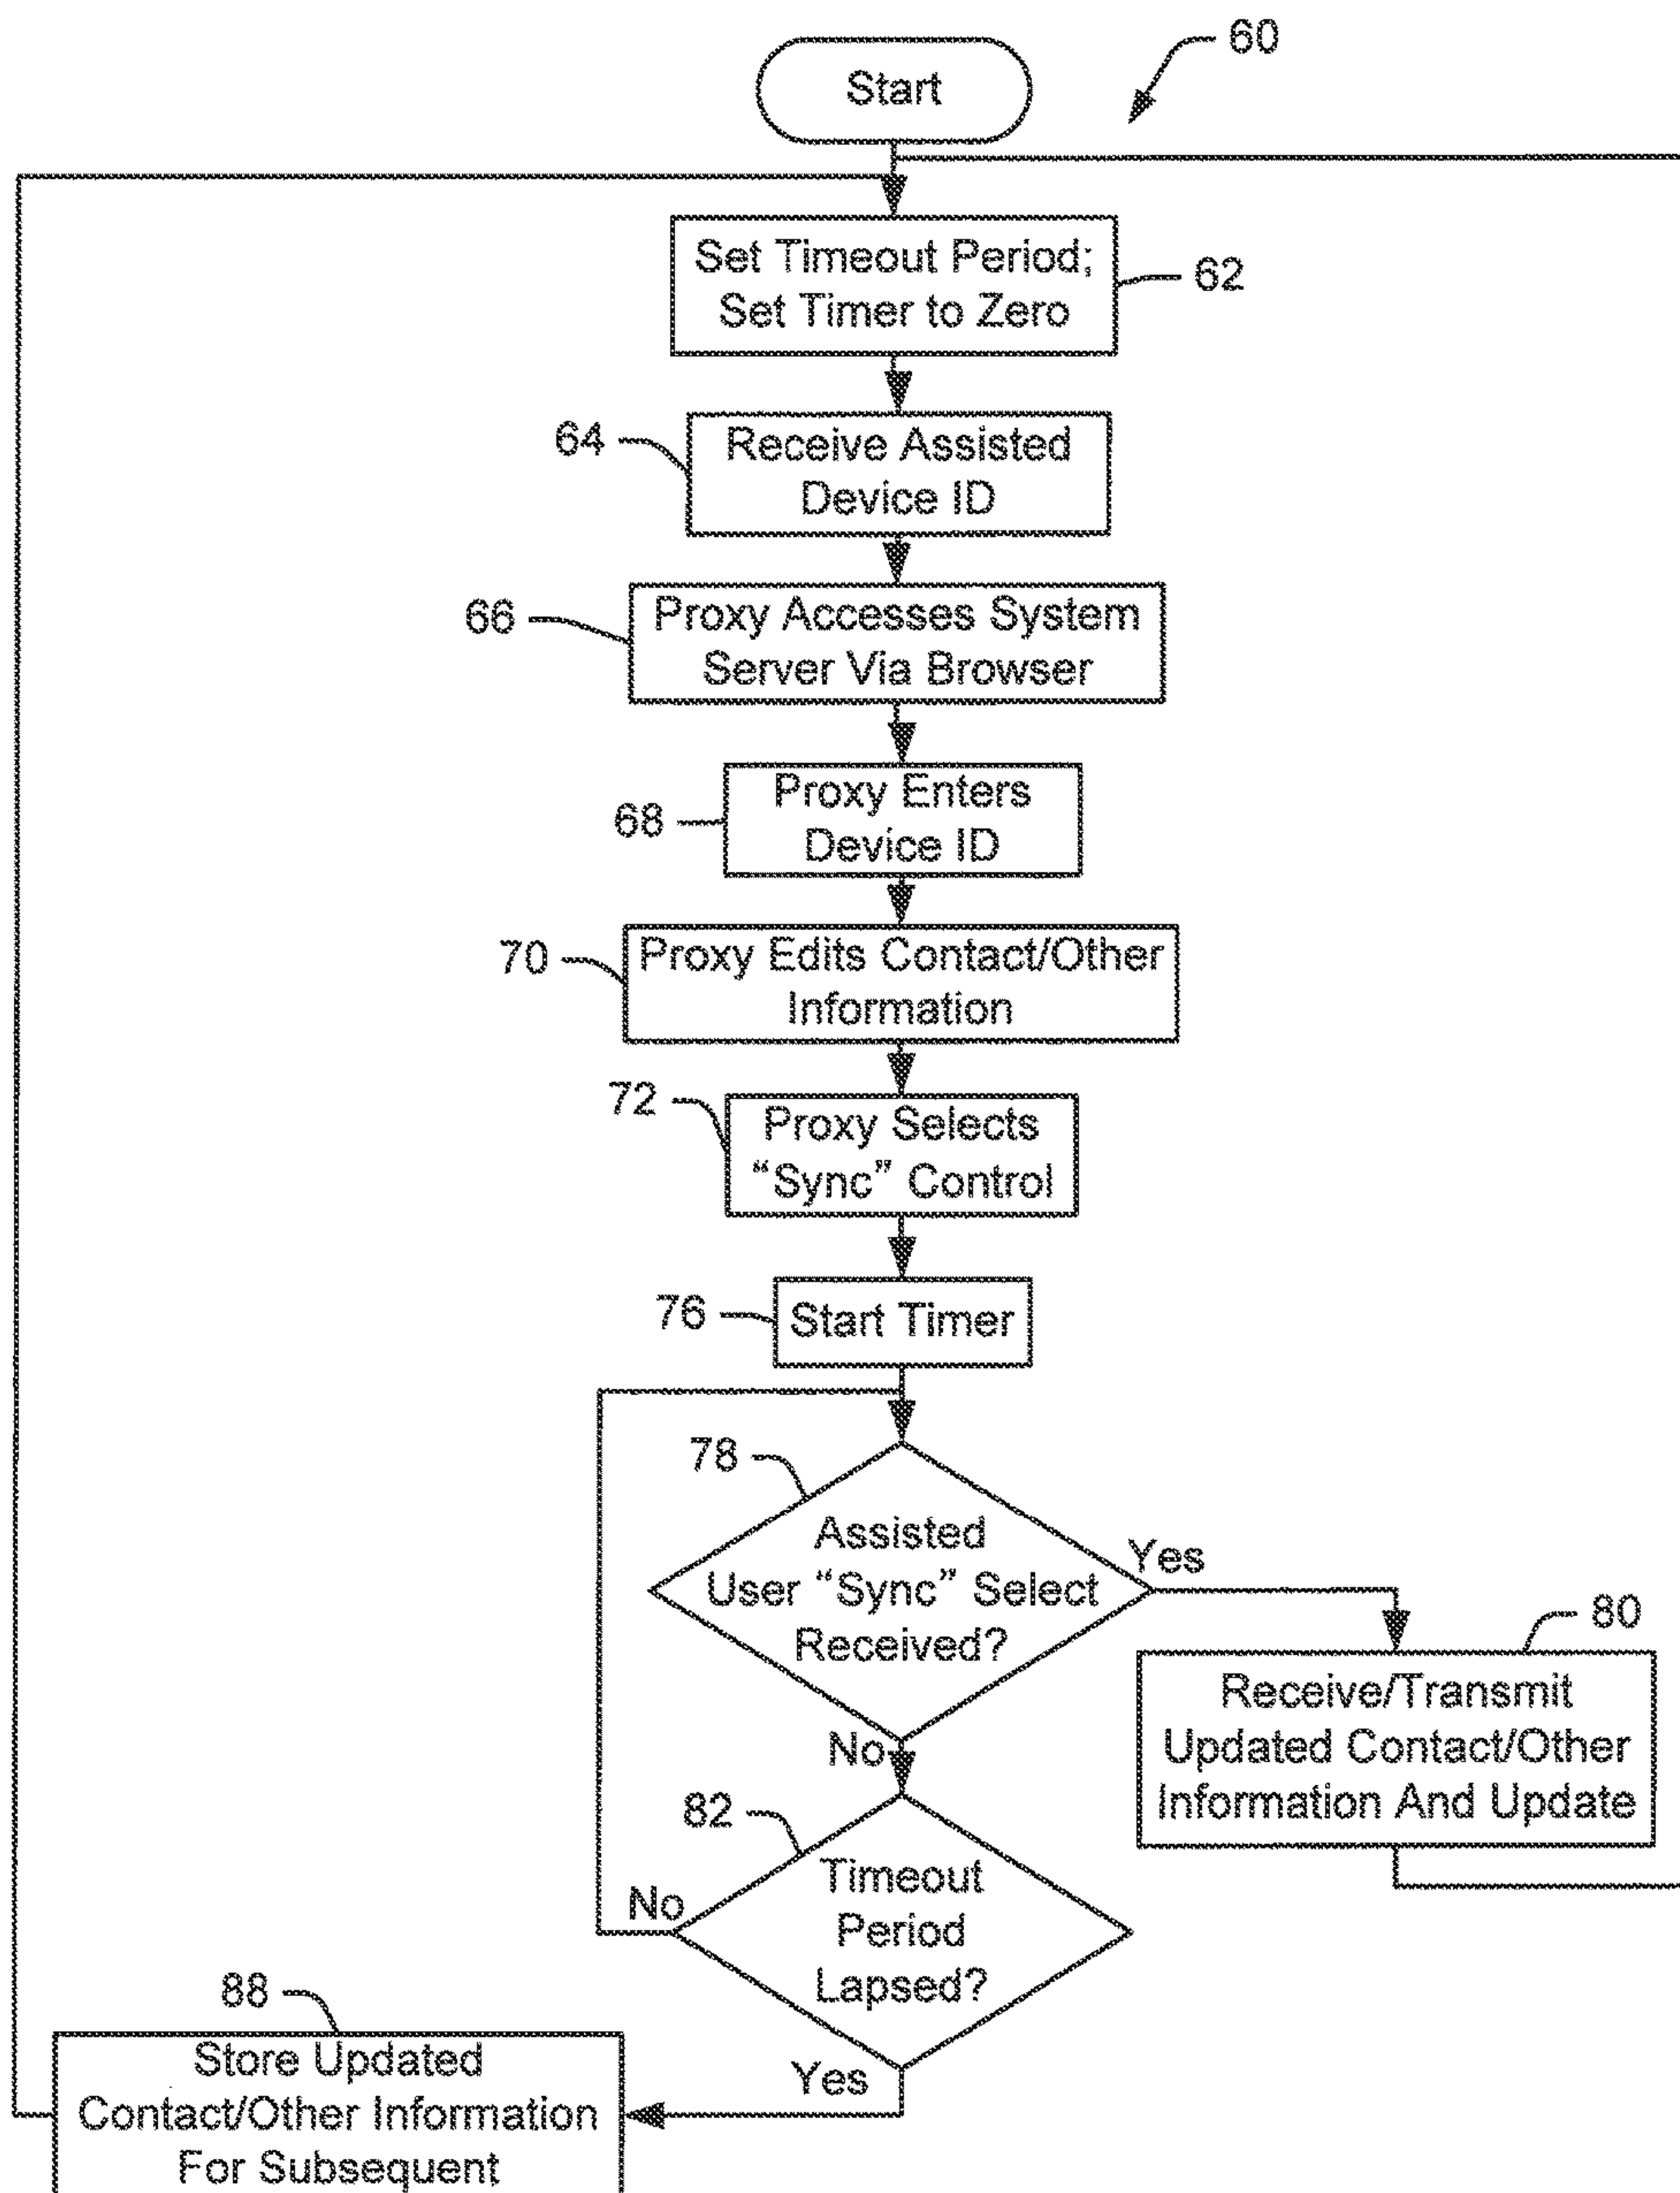 60
Start
Set Timeout Period;
Set Timer to Zero
62
64
Receive Assisted
Device ID
66
Proxy Accesses System
Server Via Browser
68
Proxy Enters
Device ID
70
Proxy Edits Contact/Other
Information
72
Proxy Selects
“Sync” Control
76
Start Timer
78
Assisted
User “Sync” Select
Received?
Yes
80
Receive/Transmit
Updated Contact/Other
Information And Update
No
82
Timeout
Period
Lapsed?
No
Yes
88
Store Updated
Contact/Other Information
For Subsequent